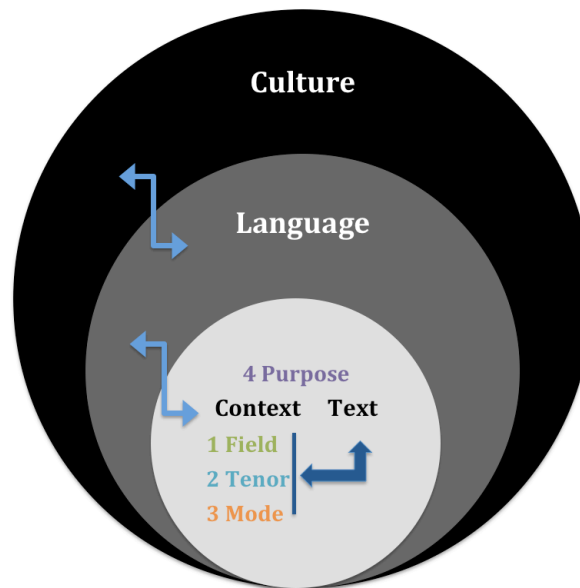 Culture
Language
4 Purpose
Context Text
1 Field
2 Tenor
3 Mode